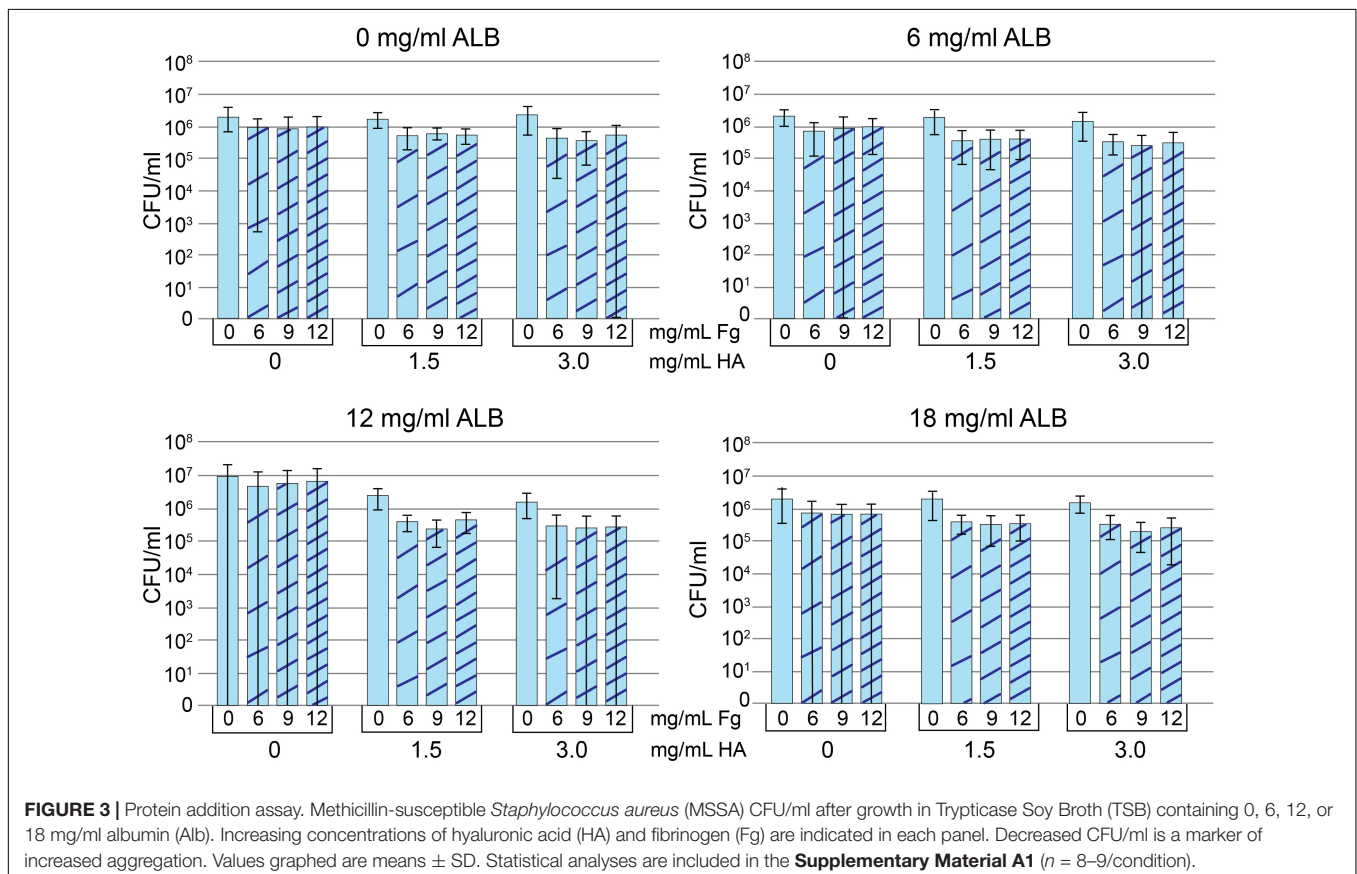 0 mg/ml ALB
10⁸
10⁷
10⁶
10⁵
10⁴
10³
10²
10¹
0
CFU/ml
0 6 9 12 0 6 9 12 0 6 9 12 mg/mL Fg
0 1.5 3.0 mg/mL HA
6 mg/ml ALB
10⁸
10⁷
10⁶
10⁵
10⁴
10³
10²
10¹
0
CFU/ml
0 6 9 12 0 6 9 12 0 6 9 12
0 1.5 3.0
12 mg/ml ALB
10⁸
10⁷
10⁶
10⁵
10⁴
10³
10²
10¹
0
CFU/ml
0 6 9 12 0 6 9 12 0 6 9 12 mg/mL Fg
0 1.5 3.0 mg/mL HA
18 mg/ml ALB
10⁸
10⁷
10⁶
10⁵
10⁴
10³
10²
10¹
0
CFU/ml
0 6 9 12 0 6 9 12 0 6 9 12
0 1.5 3.0
FIGURE 3 | Protein addition assay. Methicillin-susceptible Staphylococcus aureus (MSSA) CFU/ml after growth in Trypticase Soy Broth (TSB) containing 0, 6, 12, or
18 mg/ml albumin (Alb). Increasing concentrations of hyaluronic acid (HA) and fibrinogen (Fg) are indicated in each panel. Decreased CFU/ml is a marker of
increased aggregation. Values graphed are means ± SD. Statistical analyses are included in the Supplementary Material A1 (n = 8–9/condition).